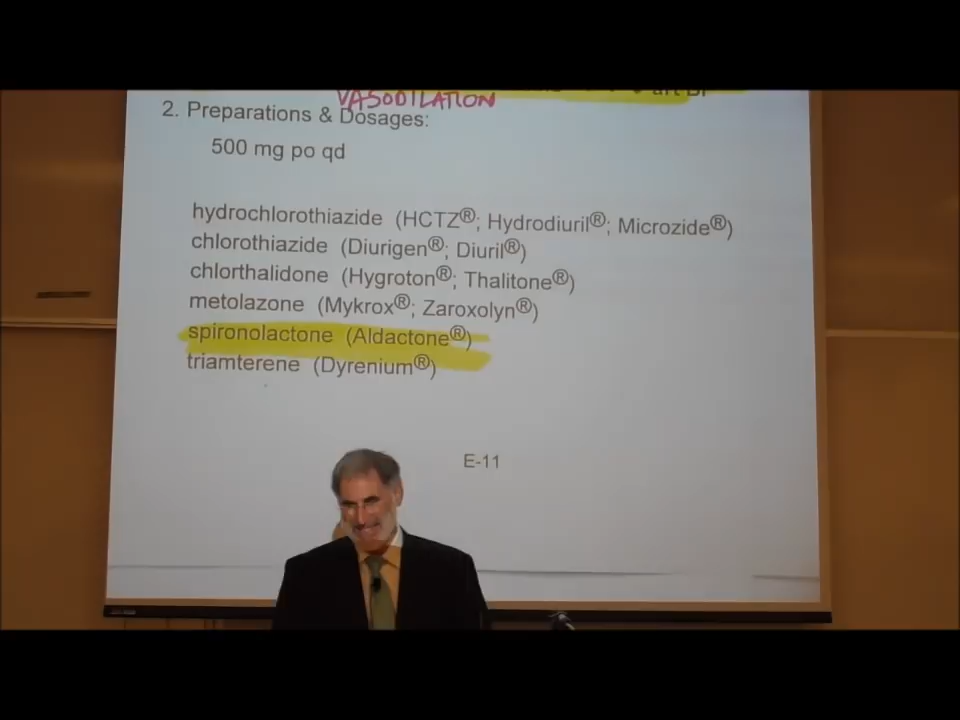 VASODILATION
2. Preparations & Dosages:
500 mg po qd
hydrochlorothiazide (HCTZ®; Hydrodiuril®; Microzide®)
chlorothiazide (Diurigen®; Diuril®)
chlorthalidone (Hygroton®; Thalitone®)
metolazone (Mykrox®; Zaroxolyn®)
spironolactone (Aldactone®)
triamterene (Dyrenium®)
E-11